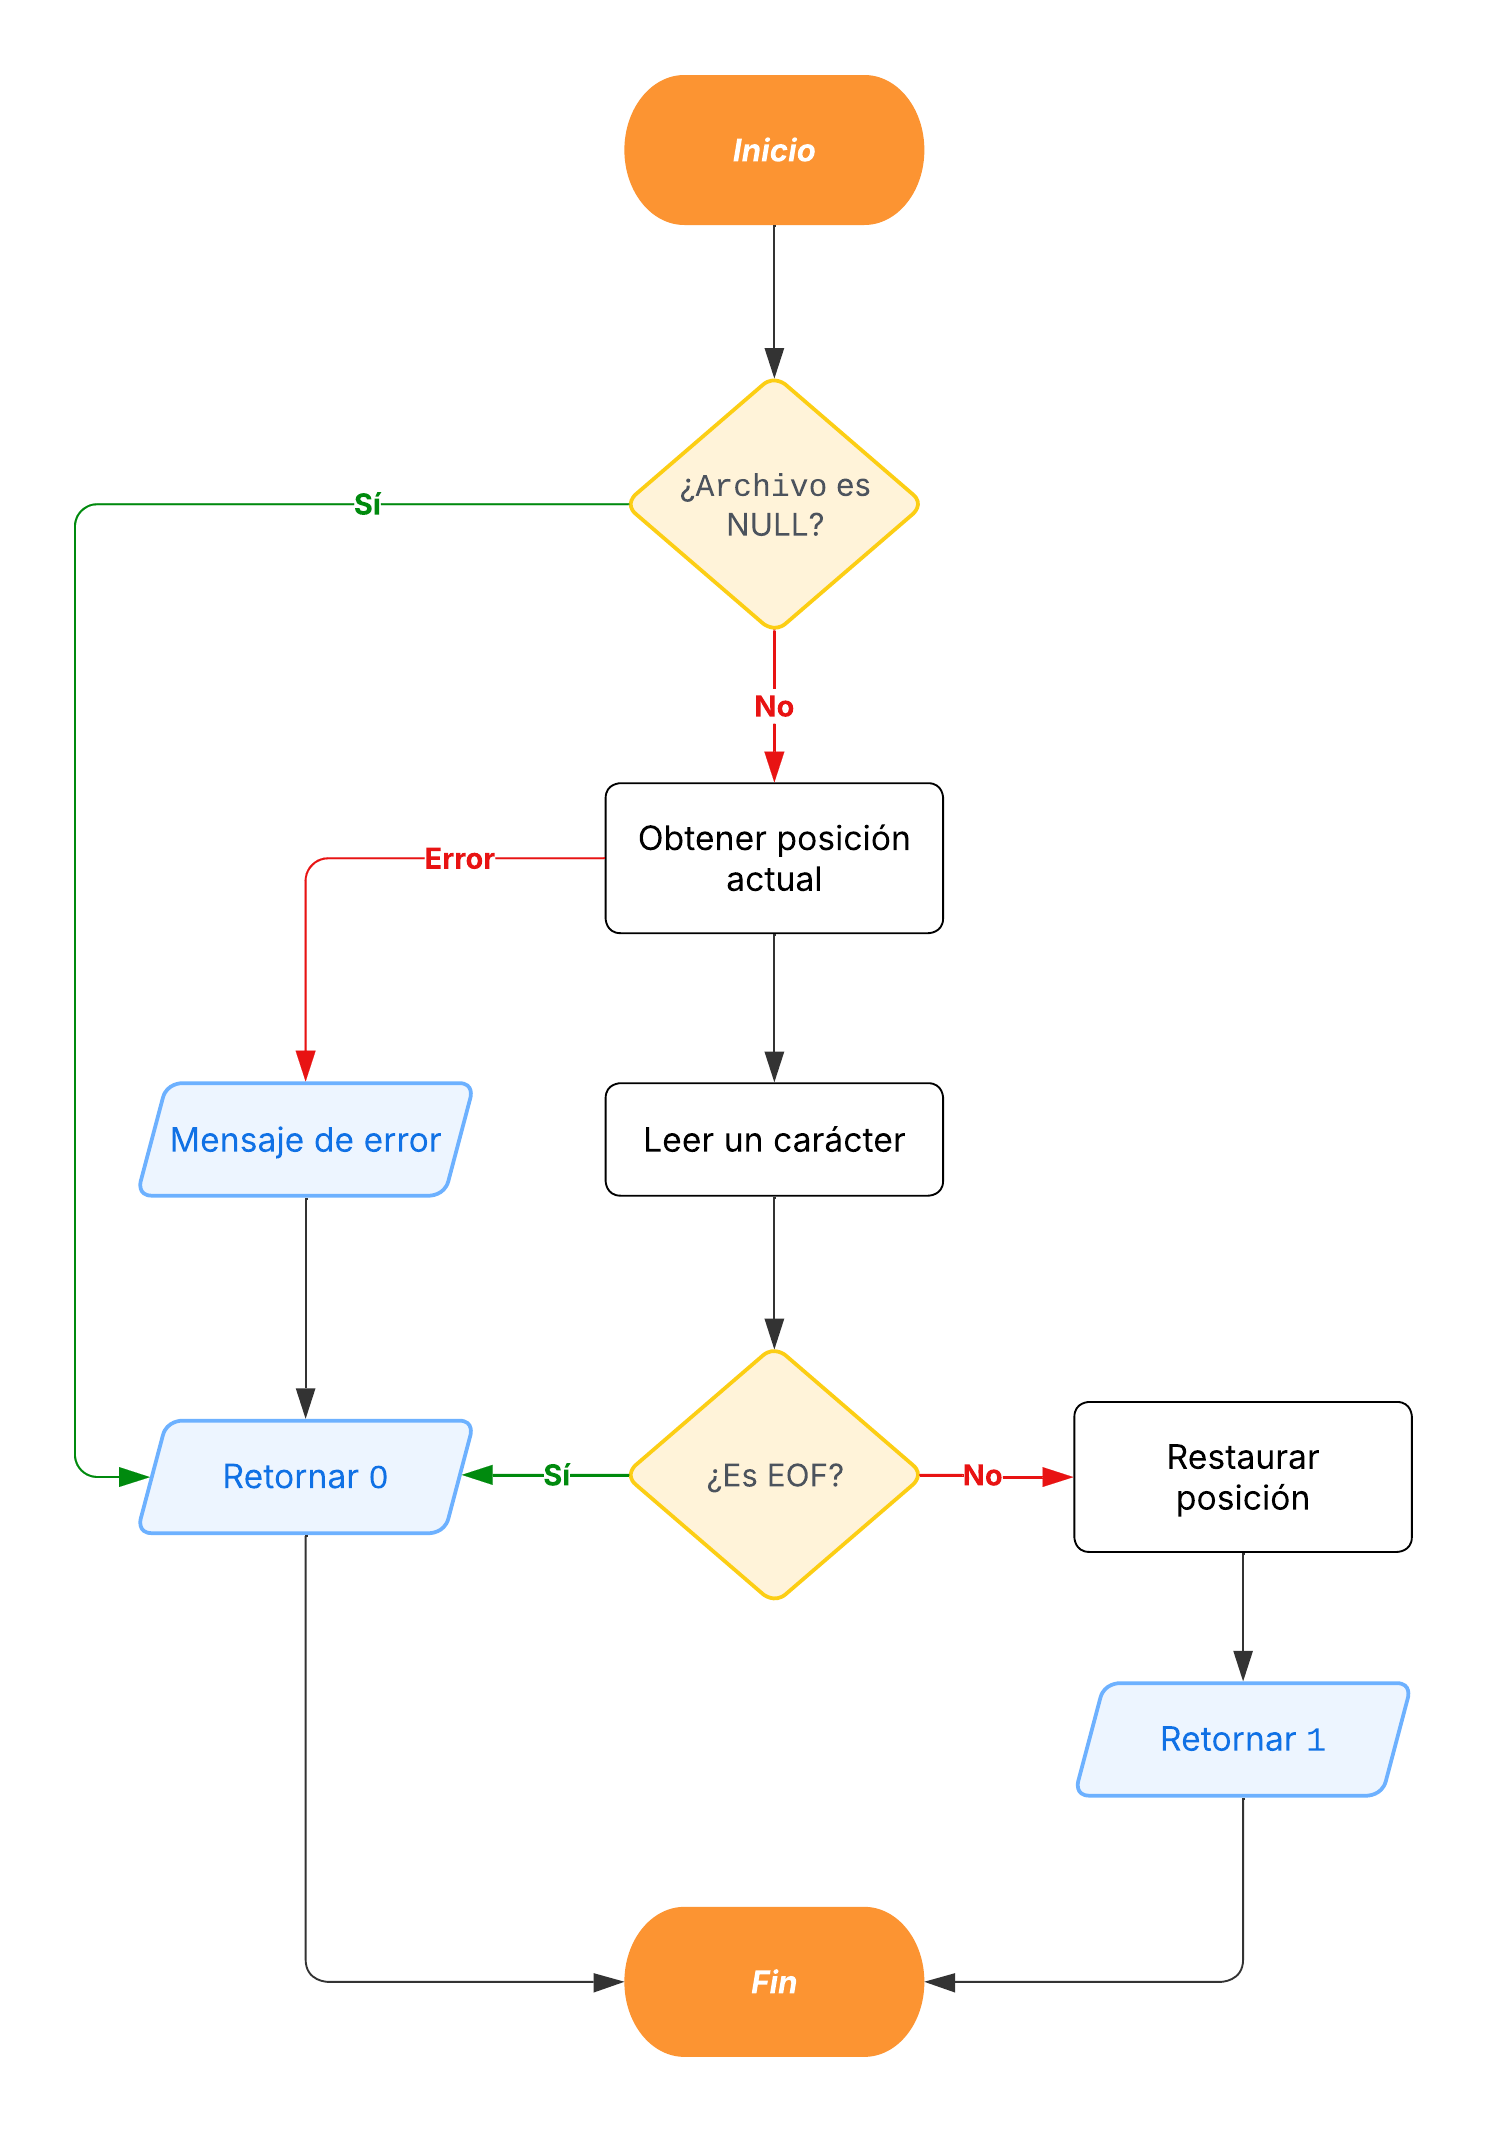 Inicio
¿Archivo es
NULL?
Sí
No
Obtener posición
actual
Error
Mensaje de error
Leer un carácter
Retornar 0
Sí
¿Es EOF?
No
Restaurar
posición
Retornar 1
Fin